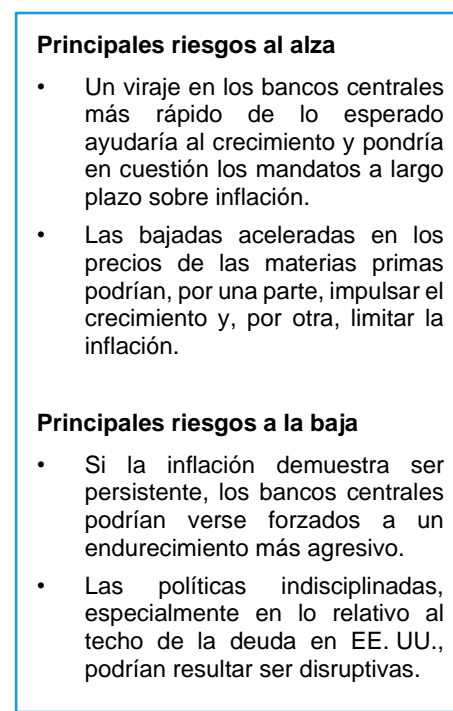 Principales riesgos al alza
• Un viraje en los bancos centrales
más rápido de lo esperado
ayudaría al crecimiento y pondría
en cuestión los mandatos a largo
plazo sobre inflación.
• Las bajadas aceleradas en los
precios de las materias primas
podrían, por una parte, impulsar el
crecimiento y, por otra, limitar la
inflación.
Principales riesgos a la baja
• Si la inflación demuestra ser
persistente, los bancos centrales
podrían verse forzados a un
endurecimiento más agresivo.
• Las políticas indisciplinadas,
especialmente en lo relativo al
techo de la deuda en EE. UU.,
podrían resultar ser disruptivas.